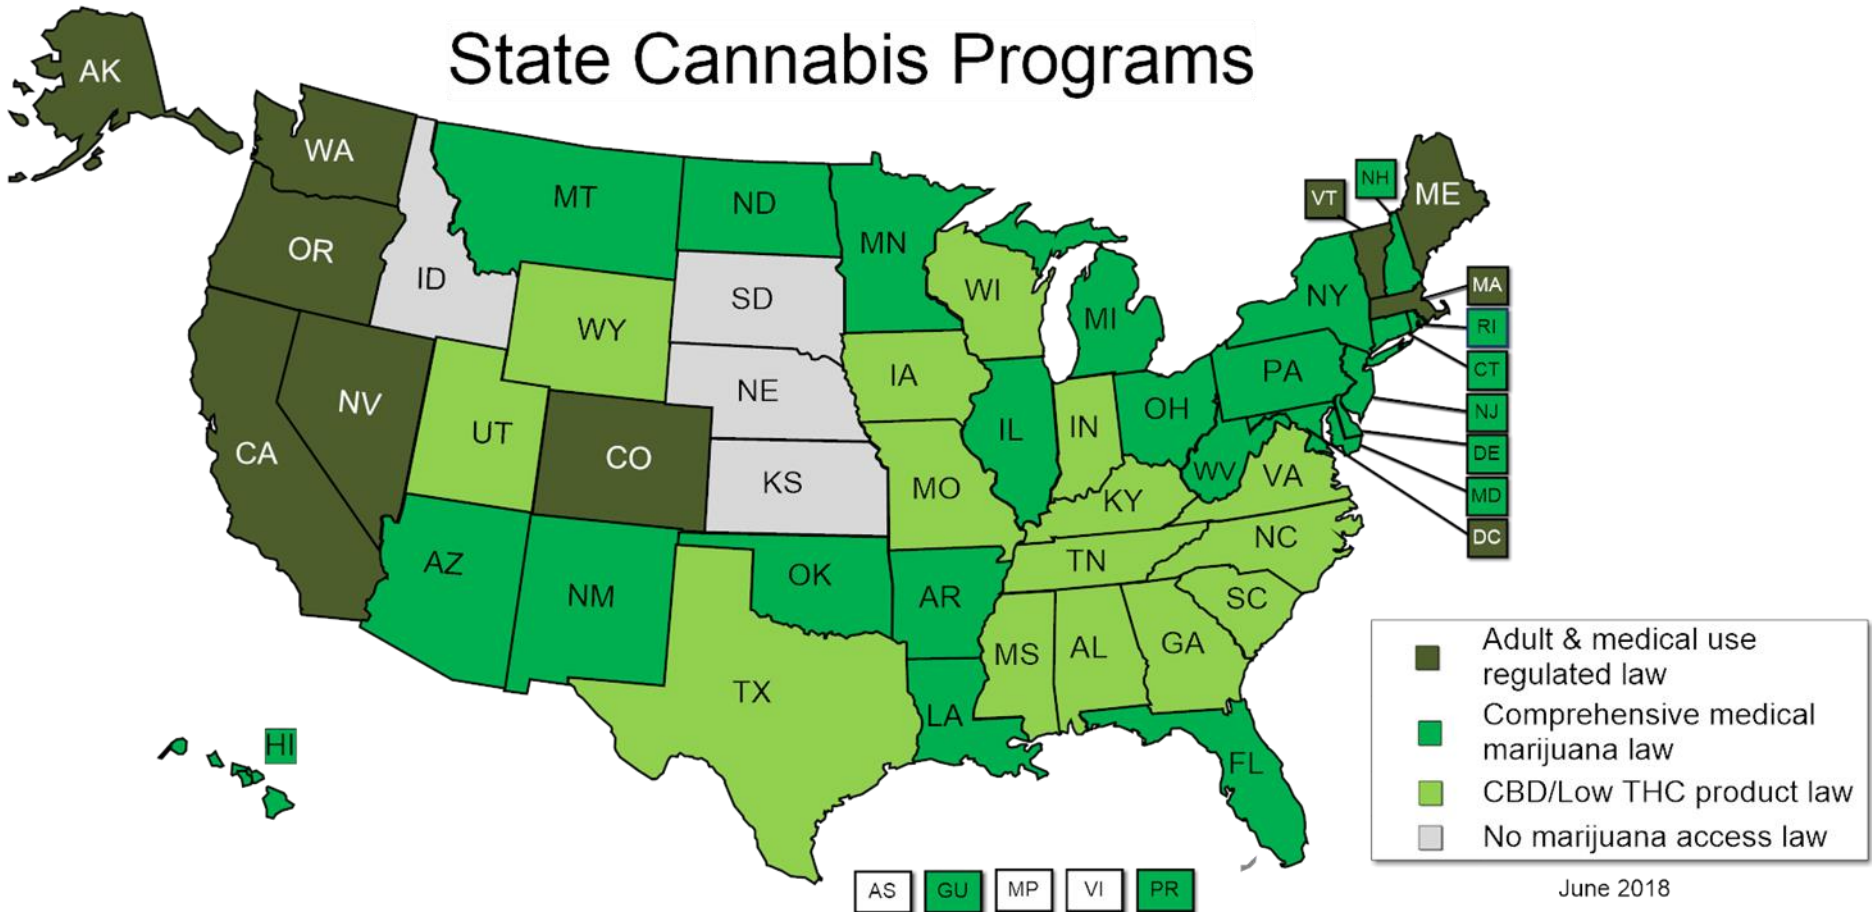 State Cannabis Programs
AK
WA
OR
ID
MT
ND
MN
SD
WY
WI
MI
NE
IA
NV
UT
CO
KS
CA
MO
IL
IN
OH
PA
NY
VT
NH
ME
MA
RI
CT
NJ
DE
MD
DC
WV
VA
KY
NC
TN
SC
AZ
NM
OK
AR
MS
AL
GA
TX
LA
FL
HI
AS
GU
MP
VI
PR
Adult & medical use
regulated law
Comprehensive medical
marijuana law
CBD/Low THC product law
No marijuana access law
June 2018